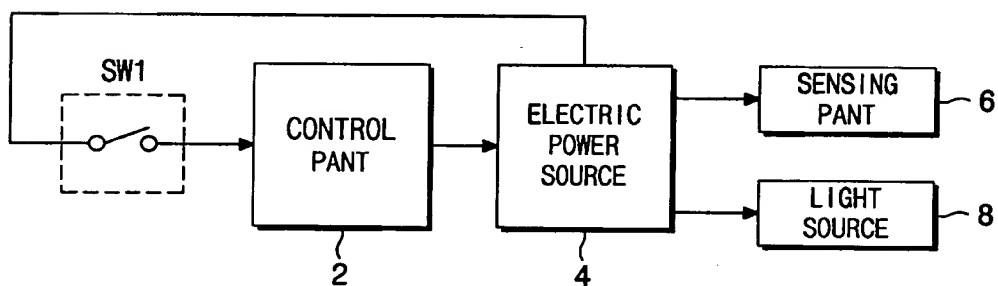 SW1
CONTROL
PANT
2
ELECTRIC
POWER
SOURCE
4
SENSING
PANT
6
LIGHT
SOURCE
8